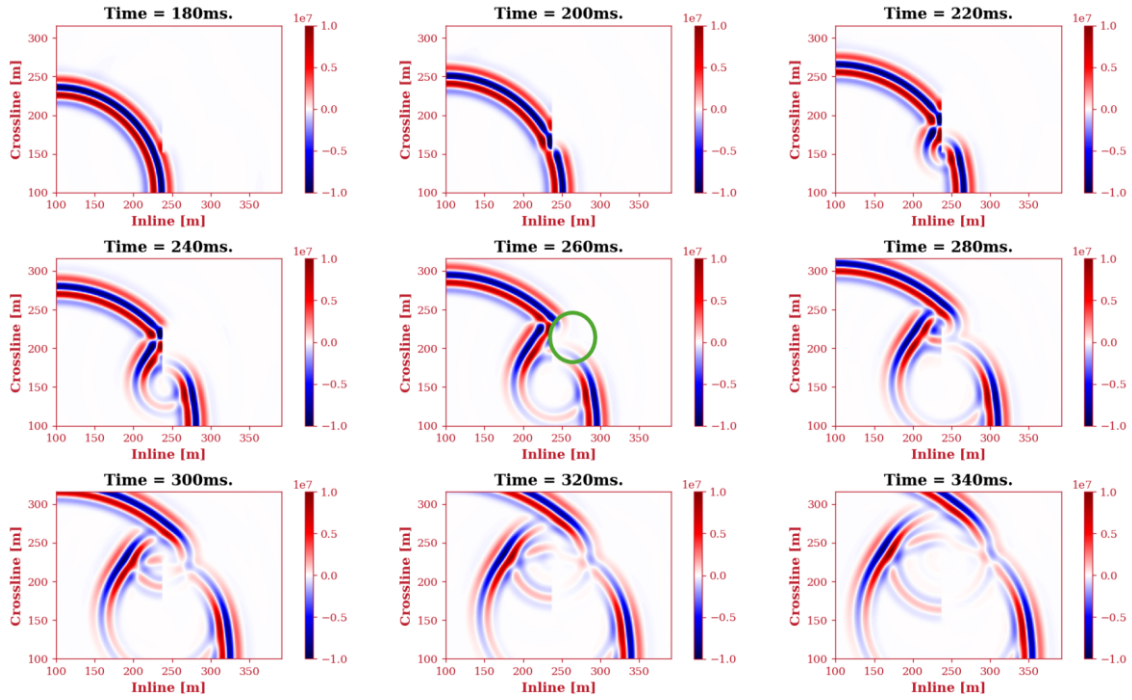 Time = 180ms.
Time = 200ms.
Time = 220ms.
1e7
1e7
1e7
300
250
200
150
100
Crossline [m]
100 150 200 250 300 350
Inline [m]
1.0
0.5
0.0
−0.5
−1.0
300
250
200
150
100
Crossline [m]
100 150 200 250 300 350
Inline [m]
1.0
0.5
0.0
−0.5
−1.0
300
250
200
150
100
Crossline [m]
100 150 200 250 300 350
Inline [m]
1.0
0.5
0.0
−0.5
−1.0
Time = 240ms.
Time = 260ms.
Time = 280ms.
1e7
1e7
1e7
300
250
200
150
100
Crossline [m]
100 150 200 250 300 350
Inline [m]
1.0
0.5
0.0
−0.5
−1.0
300
250
200
150
100
Crossline [m]
100 150 200 250 300 350
Inline [m]
1.0
0.5
0.0
−0.5
−1.0
300
250
200
150
100
Crossline [m]
100 150 200 250 300 350
Inline [m]
1.0
0.5
0.0
−0.5
−1.0
Time = 300ms.
Time = 320ms.
Time = 340ms.
1e7
1e7
1e7
300
250
200
150
100
Crossline [m]
100 150 200 250 300 350
Inline [m]
1.0
0.5
0.0
−0.5
−1.0
300
250
200
150
100
Crossline [m]
100 150 200 250 300 350
Inline [m]
1.0
0.5
0.0
−0.5
−1.0
300
250
200
150
100
Crossline [m]
100 150 200 250 300 350
Inline [m]
1.0
0.5
0.0
−0.5
−1.0